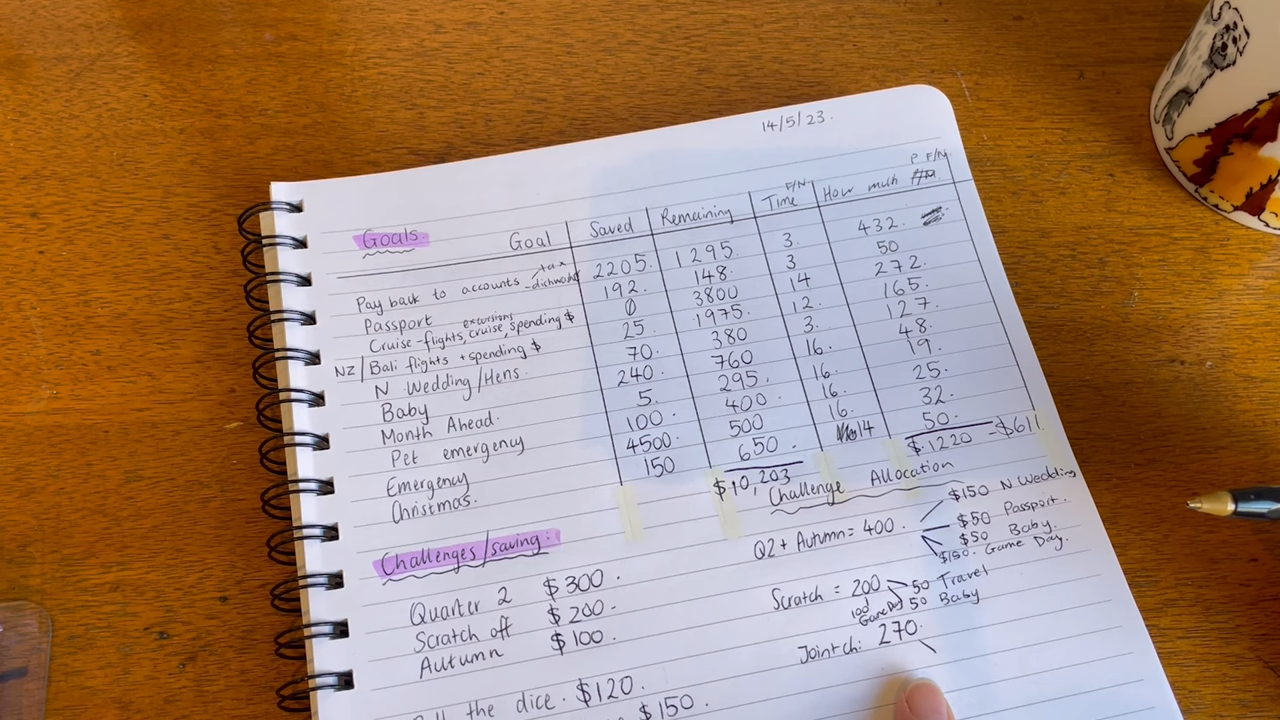 14/5/23.
Goals. Goal Saved Remaining Time F/N How much P F/N
Pay back to accounts - tax - dichmond 2205. 1295. 3. 432.
Passport 192. 148. 3 50
Cruise - flights, excursions cruise, spending $ 0 3800 14 272.
NZ/Bali flights + spending $ 25 1975. 12. 165.
N Wedding/Hens. 70. 380 3. 127.
Baby 240. 760 16. 48.
Month Ahead. 5. 295. 16. 19.
Pet emergency 100. 400. 16. 25.
Emergency 4500. 500 16. 32.
Christmas. 150 650. 14 50.
$10,203 $1220 - $611.
Challenge Allocation
Q2 + Autumn = 400.
$150 N Wedding
$50 Passport.
$50 Baby.
$150. Game Day.
Scratch = 200
50 Travel
50 Baby
100 Game Day
Joint ch: 270.
Challenges/saving:
Quarter 2 $300.
Scratch off $200.
Autumn $100.
the dice. $120.
$150.